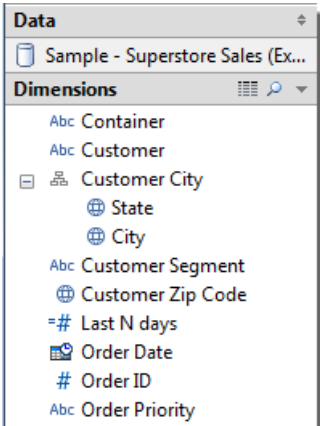 Data
Sample - Superstore Sales (Ex...
Dimensions
Abc Container
Abc Customer
Customer City
State
City
Abc Customer Segment
Customer Zip Code
=# Last N days
Order Date
# Order ID
Abc Order Priority